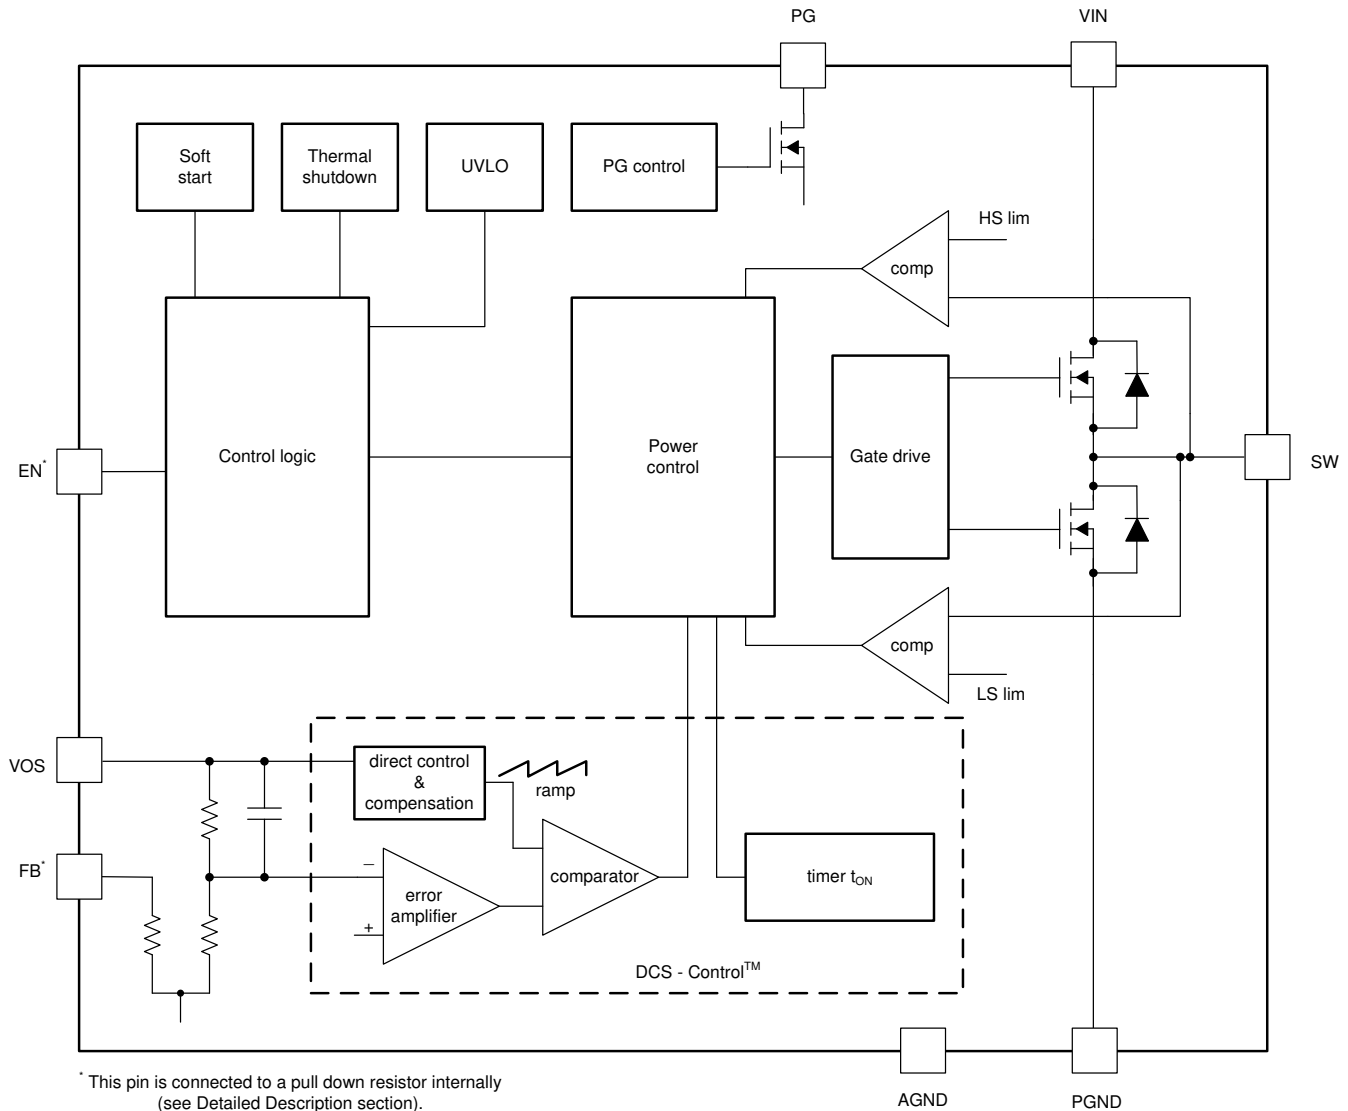 PG
VIN
Soft
start
Thermal
shutdown
UVLO
PG control
HS lim
comp
Control logic
Power
control
Gate drive
EN*
SW
comp
LS lim
VOS
direct control
&
compensation
ramp
FB*
–
error
amplifier
+
comparator
timer tON
DCS - Control™
* This pin is connected to a pull down resistor internally
(see Detailed Description section).
AGND
PGND